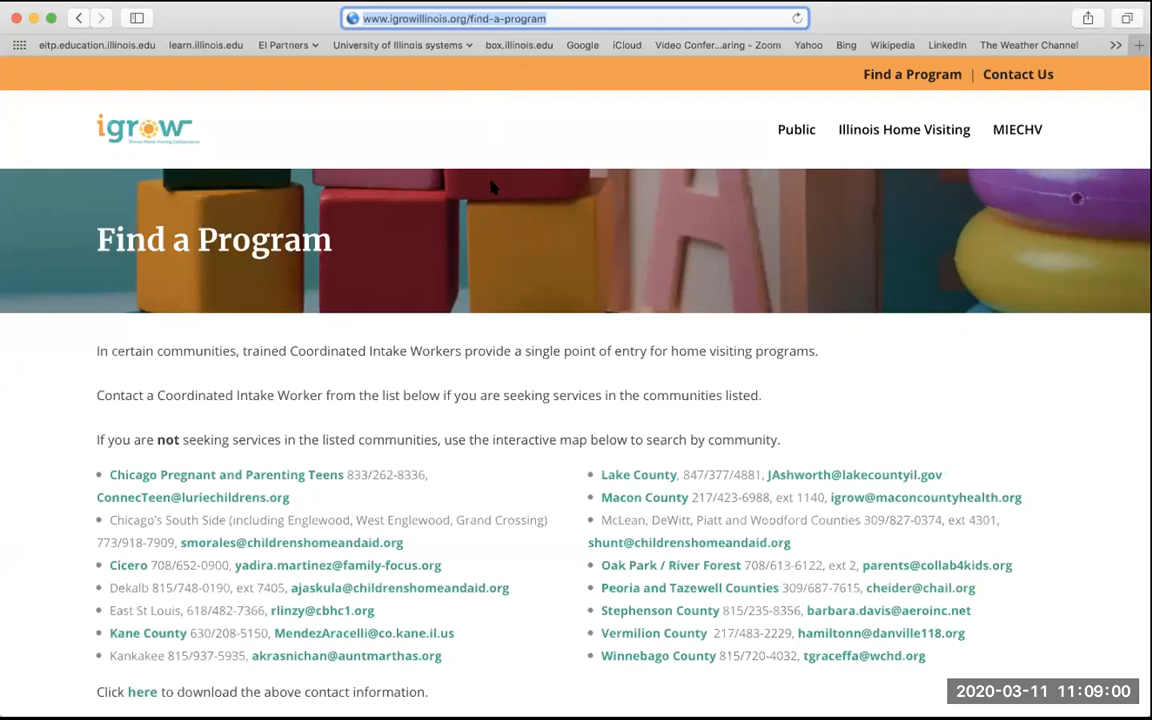 www.igrowillinois.org/find-a-program
eitp.education.illinois.edu learn.illinois.edu EI Partners University of Illinois systems box.illinois.edu Google iCloud Video Confer...aring - Zoom Yahoo Bing Wikipedia LinkedIn The Weather Channel >> +
Find a Program | Contact Us
igrow
Illinois Home Visiting Collaborative
Public Illinois Home Visiting MIECHV
A
Find a Program
In certain communities, trained Coordinated Intake Workers provide a single point of entry for home visiting programs.
Contact a Coordinated Intake Worker from the list below if you are seeking services in the communities listed.
If you are not seeking services in the listed communities, use the interactive map below to search by community.
• Chicago Pregnant and Parenting Teens 833/262-8336,
ConnecTeen@luriechildrens.org
• Chicago's South Side (including Englewood, West Englewood, Grand Crossing)
773/918-7909, smorales@childrenshomeandaid.org
• Cicero 708/652-0900, yadira.martinez@family-focus.org
• Dekalb 815/748-0190, ext 7405, ajaskula@childrenshomeandaid.org
• East St Louis, 618/482-7366, rlinzy@cbhc1.org
• Kane County 630/208-5150, MendezAracelli@co.kane.il.us
• Kankakee 815/937-5935, akrasnichan@auntmarthas.org
• Lake County, 847/377/4881, JAshworth@lakecountyil.gov
• Macon County 217/423-6988, ext 1140, igrow@maconcountyhealth.org
• McLean, DeWitt, Piatt and Woodford Counties 309/827-0374, ext 4301,
shunt@childrenshomeandaid.org
• Oak Park / River Forest 708/613-6122, ext 2, parents@collab4kids.org
• Peoria and Tazewell Counties 309/687-7615, cheider@chail.org
• Stephenson County 815/235-8356, barbara.davis@aeroinc.net
• Vermilion County 217/483-2229, hamiltonn@danville118.org
• Winnebago County 815/720-4032, tgraceffa@wchd.org
Click here to download the above contact information.
2020-03-11 11:09:00